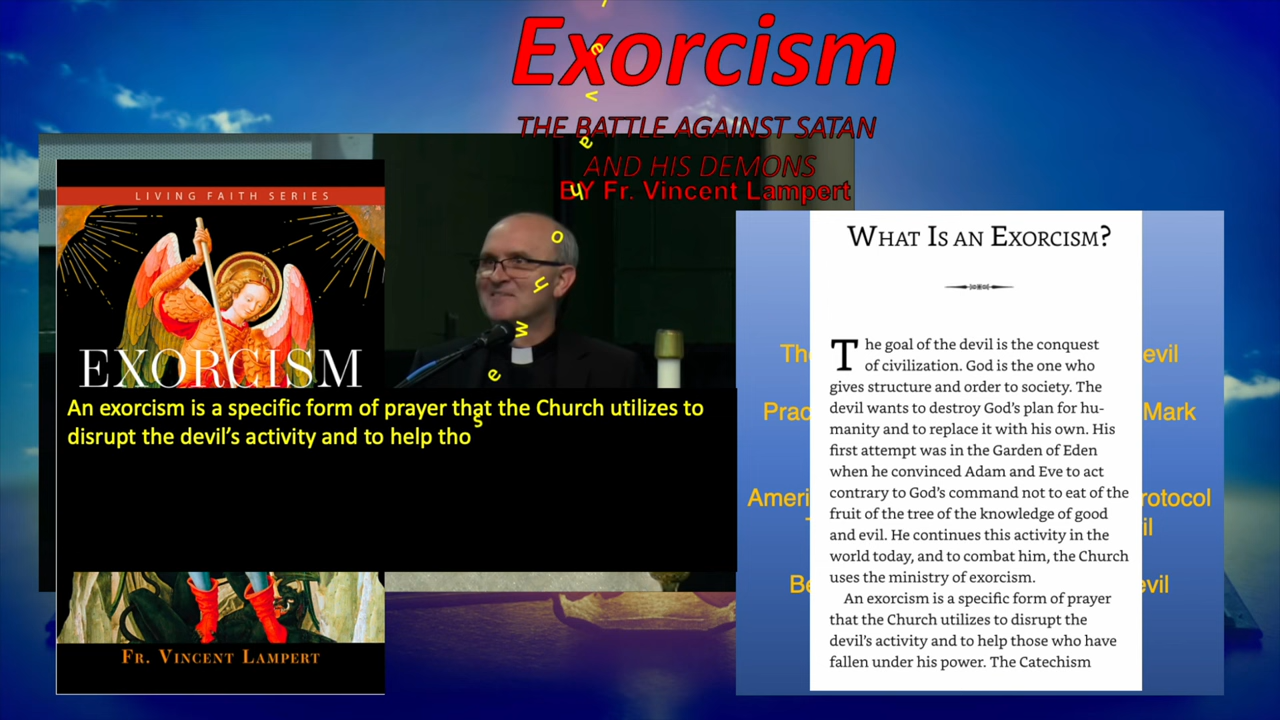 Exorcism
THE BATTLE AGAINST SATAN
AND HIS DEMONS
BY Fr. Vincent Lampert
LIVING FAITH SERIES
EXORCISM
An exorcism is a specific form of prayer that the Church utilizes to
disrupt the devil's activity and to help tho
s
e
w
h
o
h
a
v
e
FR. VINCENT LAMPERT
WHAT IS AN EXORCISM?
The goal of the devil is the conquest
of civilization. God is the one who
gives structure and order to society. The
devil wants to destroy God's plan for hu-
manity and to replace it with his own. His
first attempt was in the Garden of Eden
when he convinced Adam and Eve to act
contrary to God's command not to eat of the
fruit of the tree of the knowledge of good
and evil. He continues this activity in the
world today, and to combat him, the Church
uses the ministry of exorcism.
An exorcism is a specific form of prayer
that the Church utilizes to disrupt the
devil's activity and to help those who have
fallen under his power. The Catechism
Mark